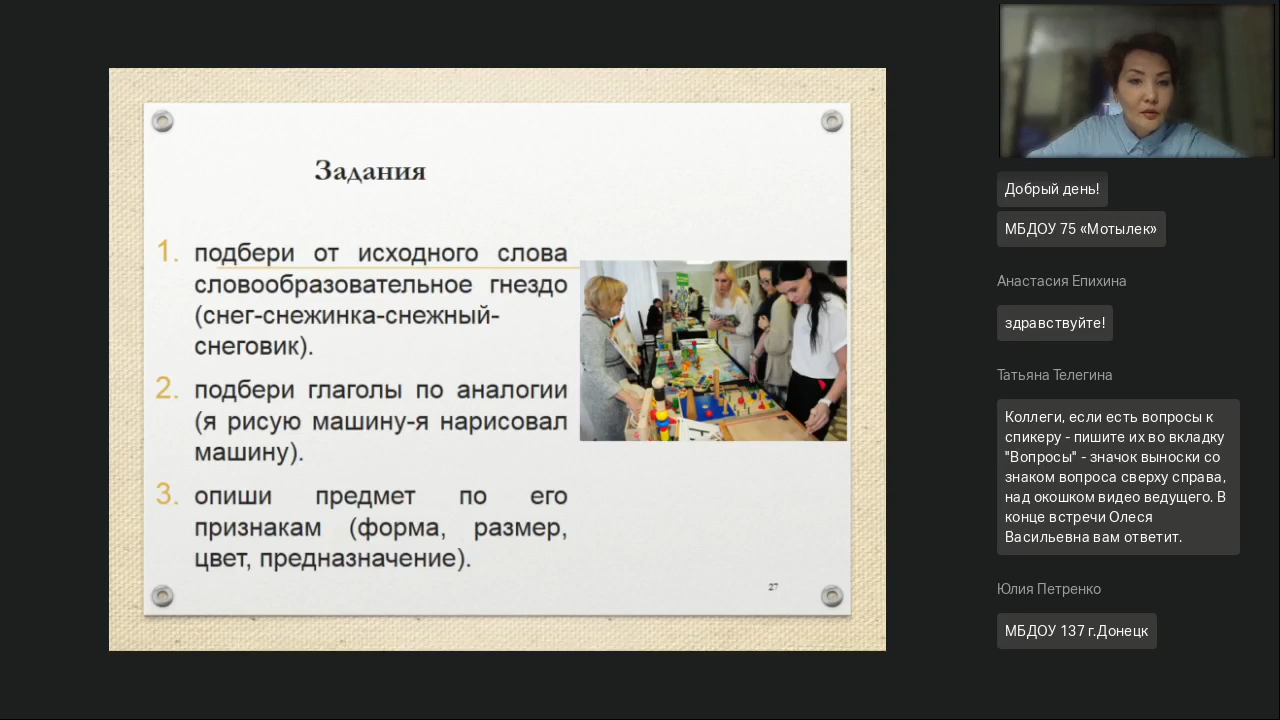 Задания
1. подбери от исходного слова
словообразовательное гнездо
(снег-снежинка-снежный-
снеговик).
2. подбери глаголы по аналогии
(я рисую машину-я нарисовал
машину).
3. опиши предмет по его
признакам (форма, размер,
цвет, предназначение).
27
Добрый день!
МБДОУ 75 «Мотылек»
Анастасия Епихина
здравствуйте!
Татьяна Телегина
Коллеги, если есть вопросы к
спикеру - пишите их во вкладку
"Вопросы" - значок выноски со
знаком вопроса сверху справа,
над окошком видео ведущего. В
конце встречи Олеся
Васильевна вам ответит.
Юлия Петренко
МБДОУ 137 г.Донецк